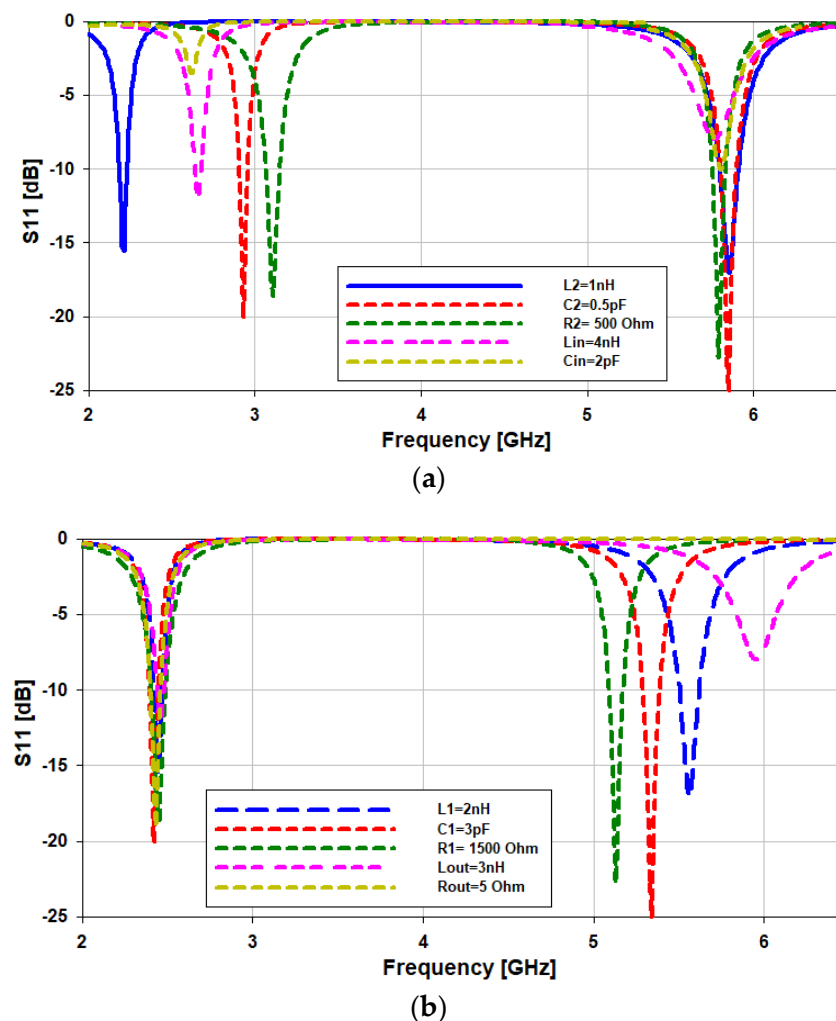 0
-5
-10
-15
-20
-25
S11 [dB]
L2=1nH
C2=0.5pF
R2= 500 Ohm
Lin=4nH
Cin=2pF
2 3 4 5 6
Frequency [GHz]
(a)
0
-5
-10
-15
-20
-25
S11 [dB]
L1=2nH
C1=3pF
R1= 1500 Ohm
Lout=3nH
Rout=5 Ohm
2 3 4 5 6
Frequency [GHz]
(b)